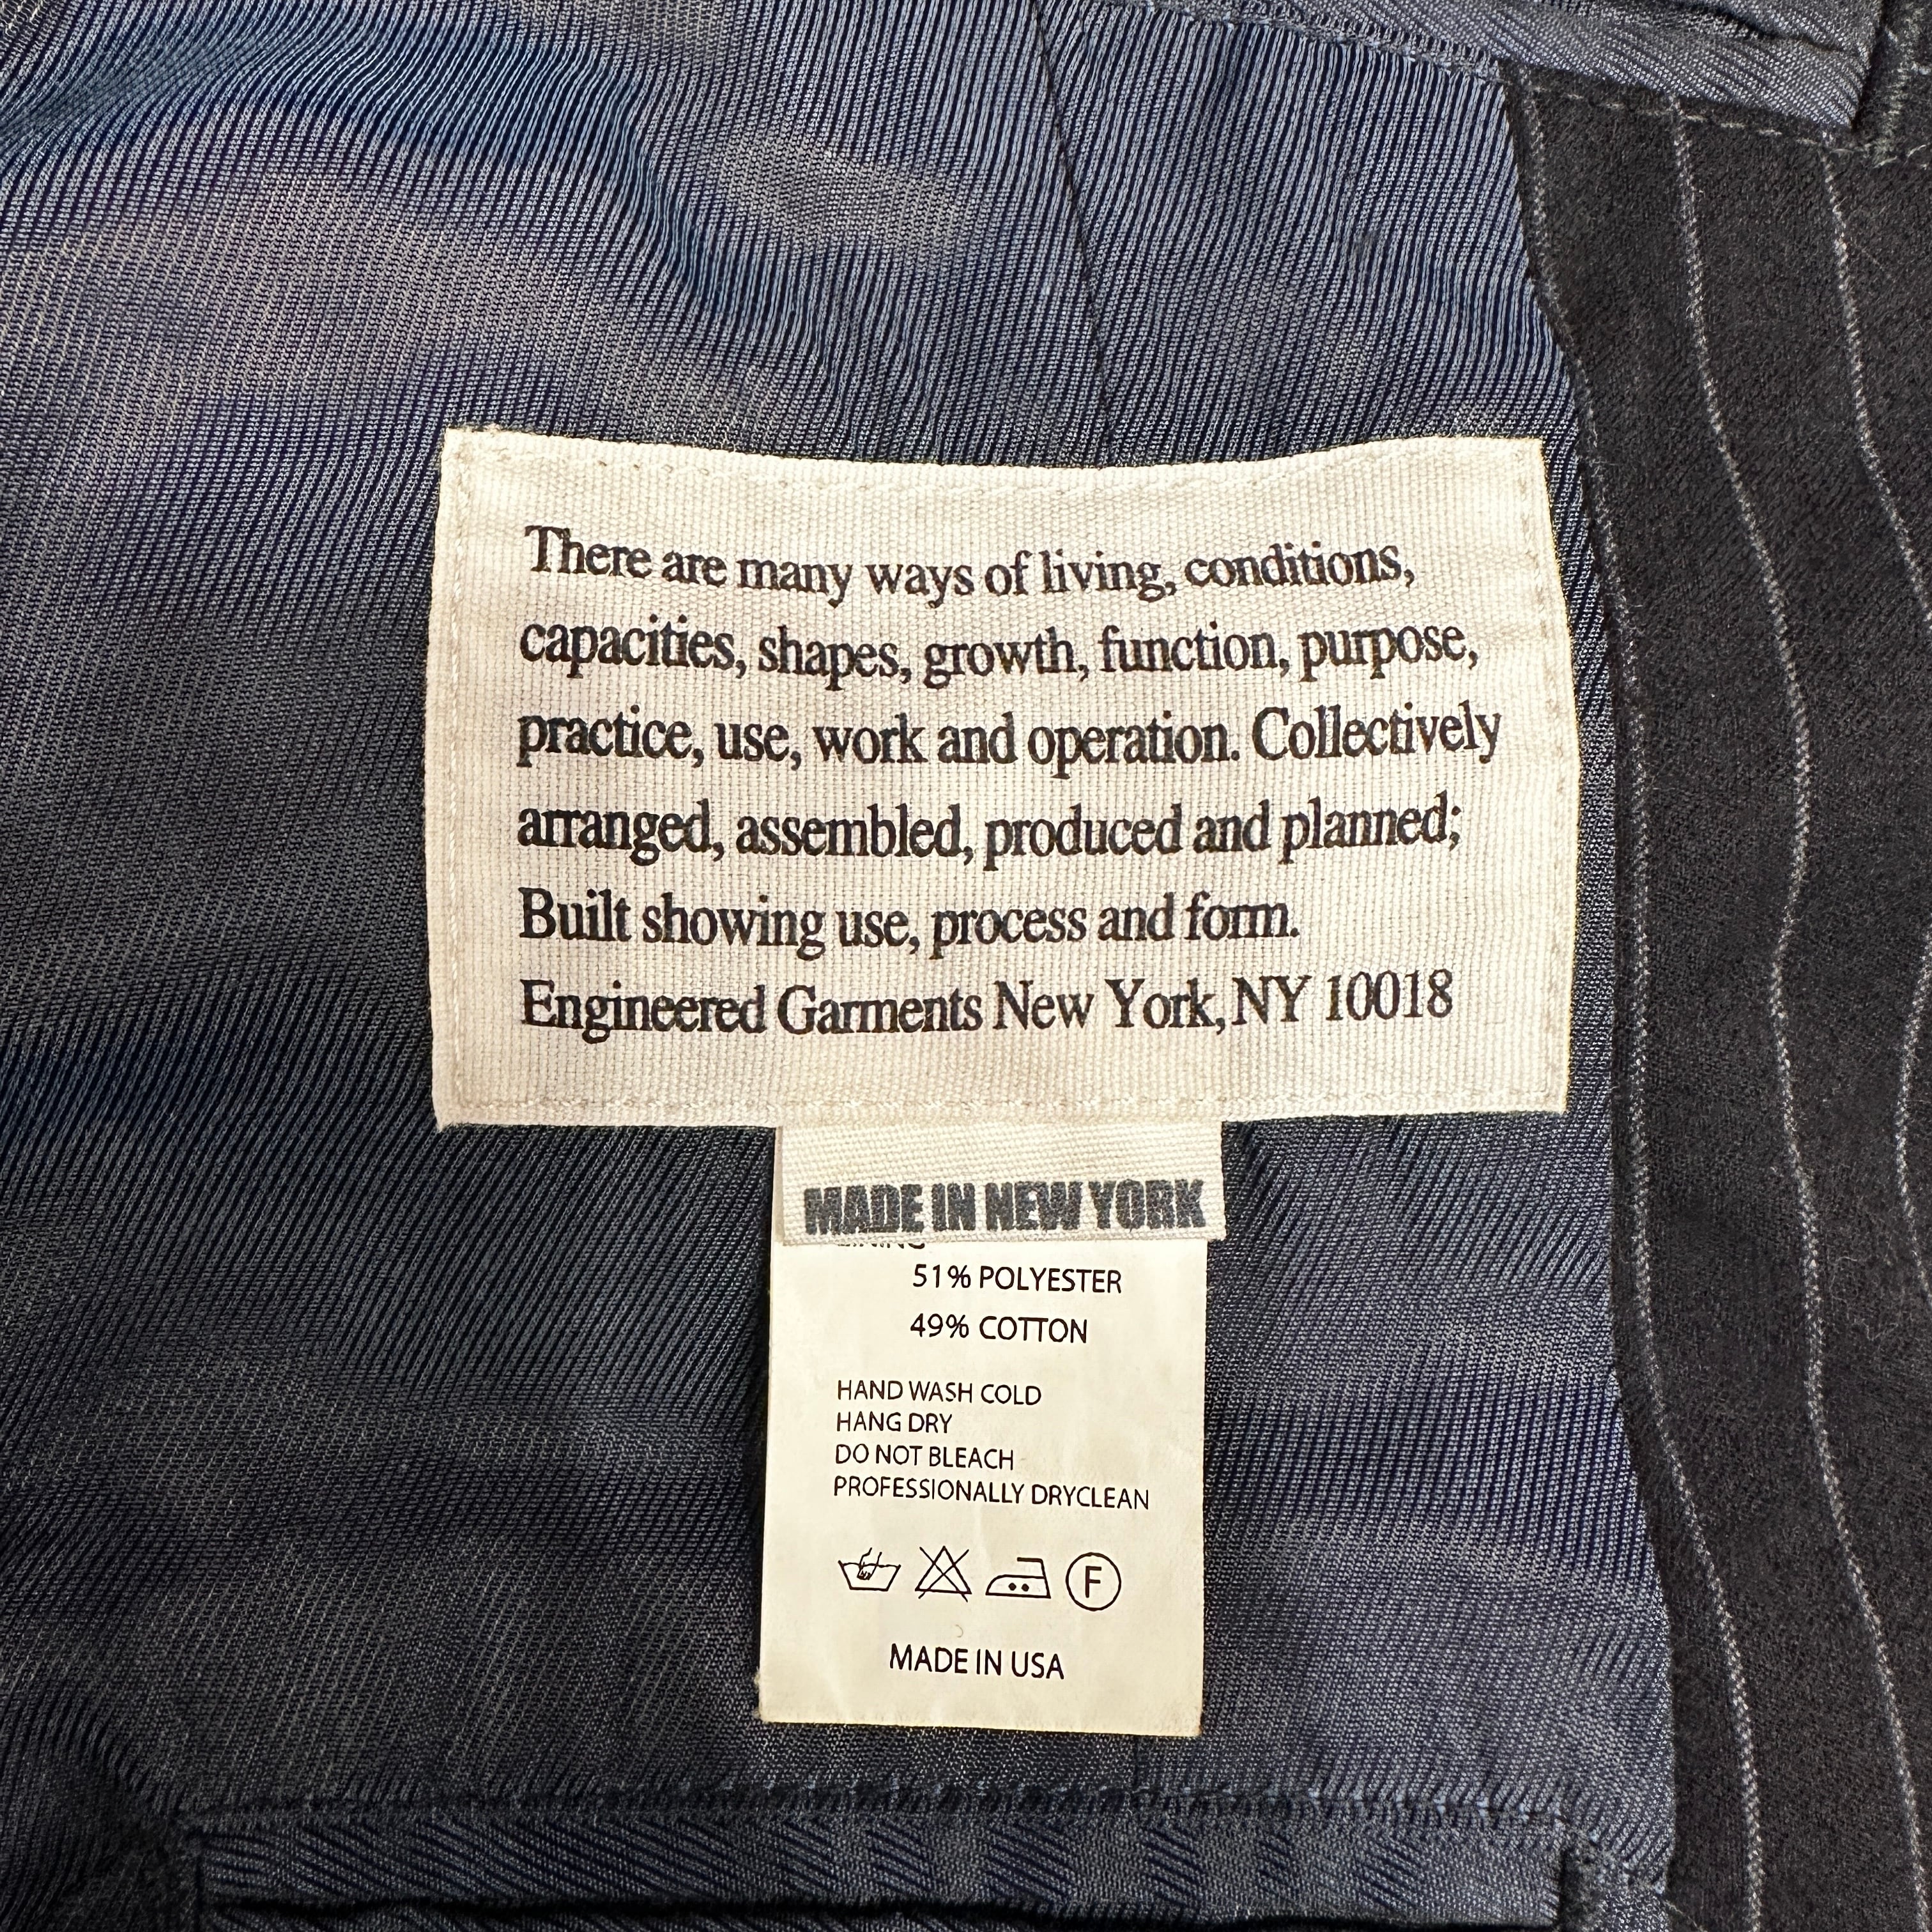 There are many ways of living, conditions,
capacities, shapes, growth, function, purpose,
practice, use, work and operation. Collectively
arranged, assembled, produced and planned;
Built showing use, process and form.
Engineered Garments New York, NY 10018
MADE IN NEW YORK
LINING
51% POLYESTER
49% COTTON
HAND WASH COLD
HANG DRY
DO NOT BLEACH
PROFESSIONALLY DRYCLEAN
F
MADE IN USA